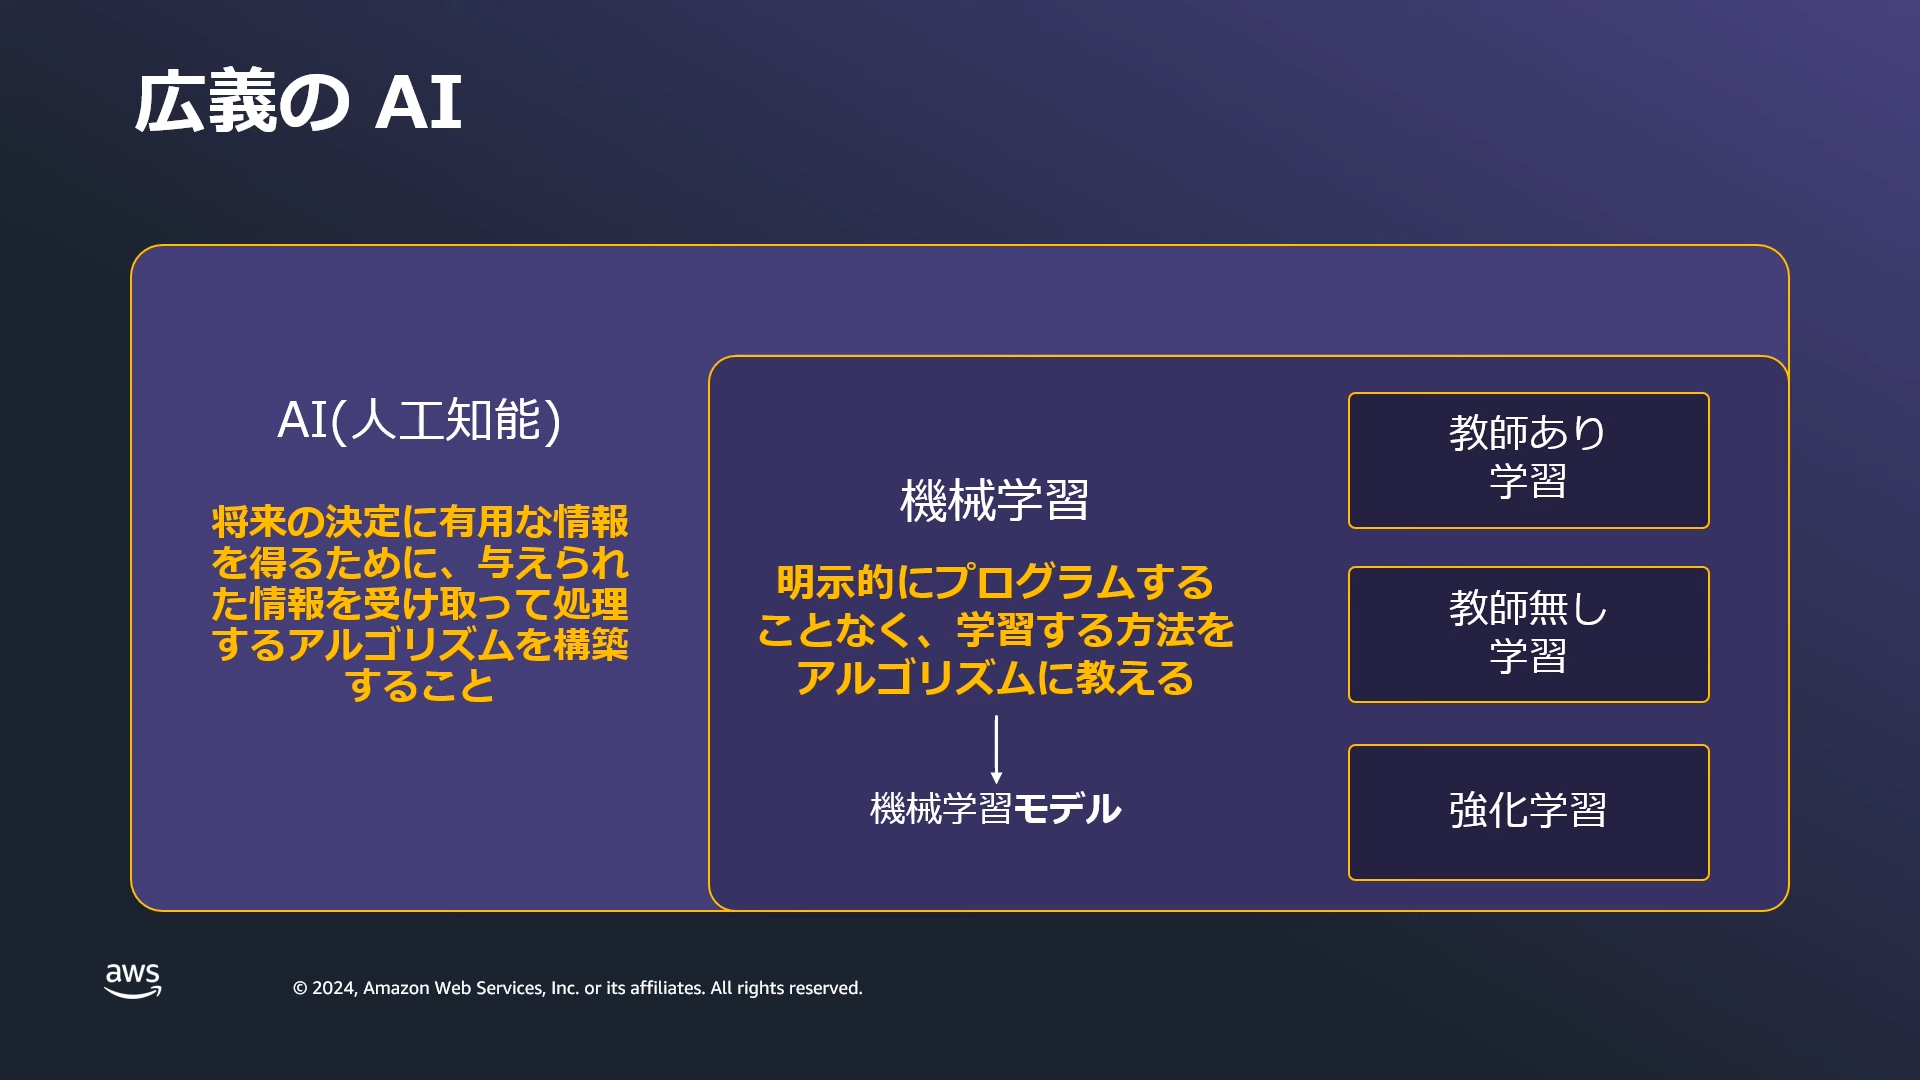 広義の AI
AI(人工知能)
将来の決定に有用な情報
を得るために、与えられ
た情報を受け取って処理
するアルゴリズムを構築
すること
機械学習
明示的にプログラムする
ことなく、学習する方法を
アルゴリズムに教える
機械学習モデル
教師あり
学習
教師無し
学習
強化学習
aws
© 2024, Amazon Web Services, Inc. or its affiliates. All rights reserved.